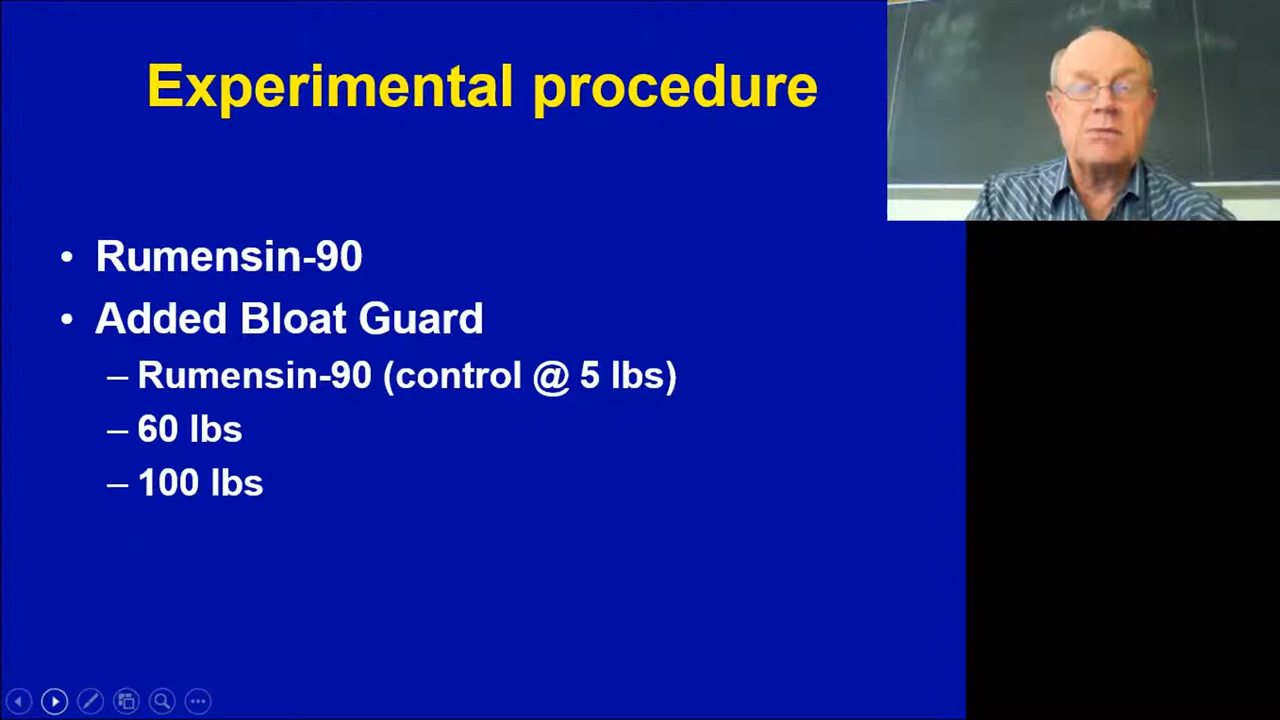 Experimental procedure
• Rumensin-90
• Added Bloat Guard
– Rumensin-90 (control @ 5 lbs)
– 60 lbs
– 100 lbs